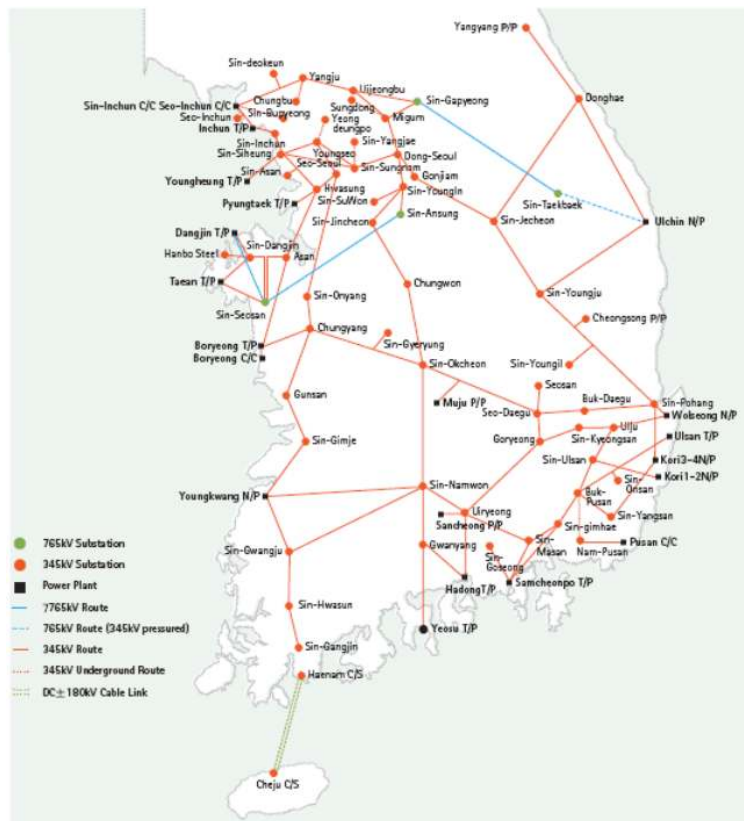 Yangyang P/P
Sin-deokeun
Yangju
Uijeongbu
Sin-Gapyeong
Donghae
Sin-Inchun C/C Seo-Inchun C/C
Chungbu
Sungdong
Seo-Inchun
Sin-Bupyeong
Migum
Inchun T/P
Yeong
deungpo
Sin-Yangjae
Sin-Inchun
Youngseo
Dong-Seoul
Sin-Siheung
Seo-Seoul
Sin-Sungnam
Gonjiam
Sin-Asan
Youngheung T/P
Hvasung
Sin-YoungIn
Sin-Taekbaek
Sin-SuWon
Pyungtaek T/P
Sin-Ansung
Sin-Jecheon
Ulchin N/P
Sin-Jincheon
Dangjin T/P
Sin-Dangjin
Hanbo Steel
Asan
Taean T/P
Chungwon
Sin-Onyang
Sin-Youngju
Sin-Seosan
Cheongsong P/P
Chungyang
Sin-Gyeryung
Boryeong T/P
Boryeong C/C
Sin-Okcheon
Sin-Youngil
Seosan
Gunsan
Muju P/P
Buk-Daegu
Sin-Pohang
Seo-Daegu
Wolseong N/P
Ulju
Goryeong
Sin-Kyeongsan
Ulsan T/P
Sin-Gimje
Sin-Ulsan
Kori3-4N/P
Kori1-2N/P
Sin-Namwon
Sin-
Onsan
Youngkwang N/P
Buk-
Pusan
Uiryeong
Sin-Yangsan
Sancheong P/P
Sin-gimhae
765kV Substation
Sin-Gwangju
Gwanyang
Sin-
Goseong
Sin-
Masan
Pusan C/C
Nam-Pusan
345kV Substation
HadongT/P
Samcheonpo T/P
Power Plant
7765kV Route
Sin-Hwasun
Yeosu T/P
765kV Route (345kV pressured)
345kV Route
Sin-Gangjin
345kV Underground Route
Haenam C/S
DC±180kV Cable Link
Cheju C/S